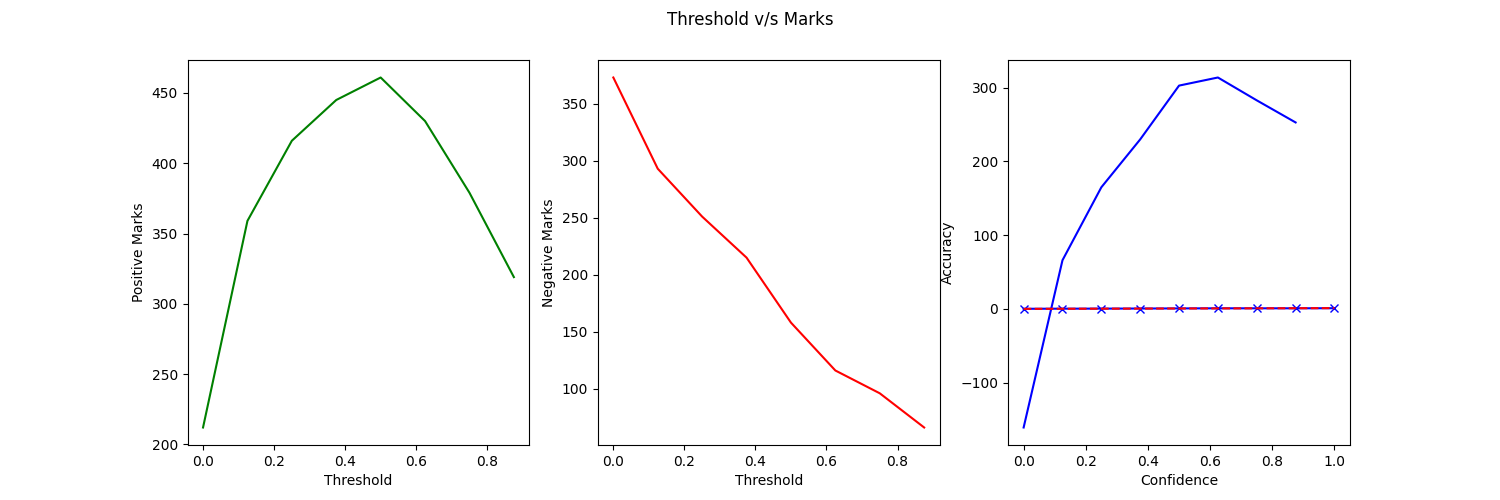 Threshold v/s Marks
Positive Marks
450
400
350
300
250
200
0.0 0.2 0.4 0.6 0.8
Threshold
Negative Marks
350
300
250
200
150
100
0.0 0.2 0.4 0.6 0.8
Threshold
Accuracy
300
200
100
0
−100
0.0 0.2 0.4 0.6 0.8 1.0
Confidence